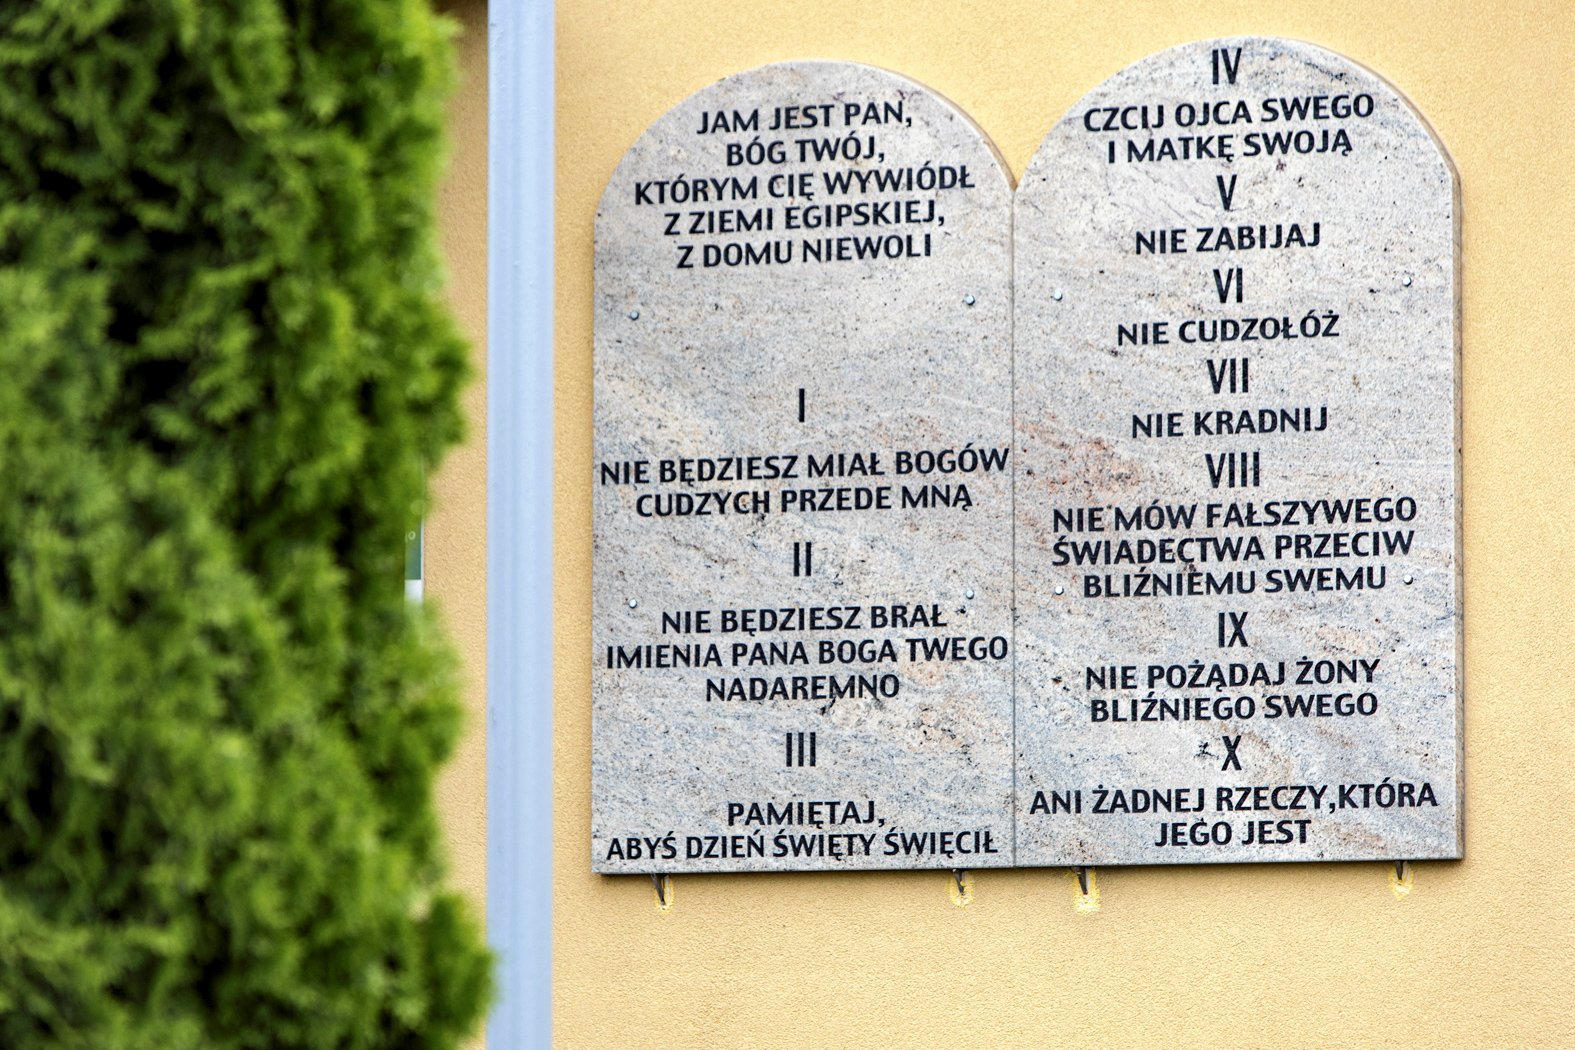 JAM JEST PAN,
BÓG TWÓJ,
KTÓRYM CIĘ WYWIÓDŁ
Z ZIEMI EGIPSKIEJ,
Z DOMU NIEWOLI
I
NIE BĘDZIESZ MIAŁ BOGÓW
CUDZYCH PRZEDE MNĄ
II
NIE BĘDZIESZ BRAŁ
IMIENIA PANA BOGA TWEGO
NADAREMNO
III
PAMIĘTAJ,
ABYŚ DZIEŃ ŚWIĘTY ŚWIĘCIŁ
IV
CZCIJ OJCA SWEGO
I MATKĘ SWOJĄ
V
NIE ZABIJAJ
VI
NIE CUDZOŁÓŻ
VII
NIE KRADNIJ
VIII
NIE MÓW FAŁSZYWEGO
ŚWIADECTWA PRZECIW
BLIŹNIEMU SWEMU
IX
NIE POŻĄDAJ ŻONY
BLIŹNIEGO SWEGO
X
ANI ŻADNEJ RZECZY,KTÓRA
JEGO JEST